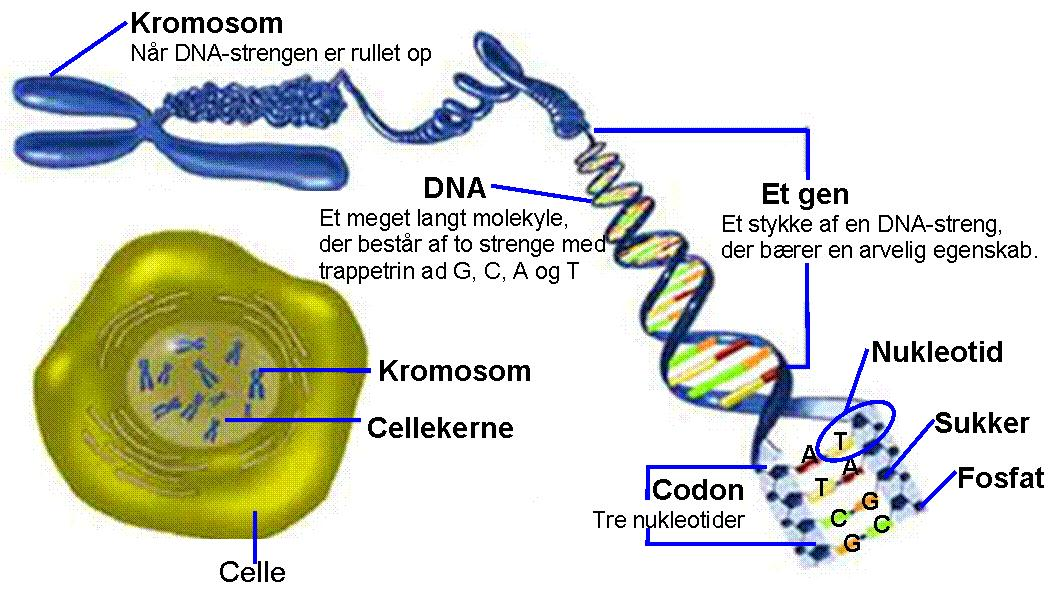 Kromosom
Når DNA-strengen er rullet op
DNA
Et meget langt molekyle,
der består af to strenge med
trappetrin ad G, C, A og T
Et gen
Et stykke af en DNA-streng,
der bærer en arvelig egenskab.
Kromosom
Cellekerne
Celle
Nukleotid
Sukker
Fosfat
Codon
Tre nukleotider
A T
T A
C G
G C